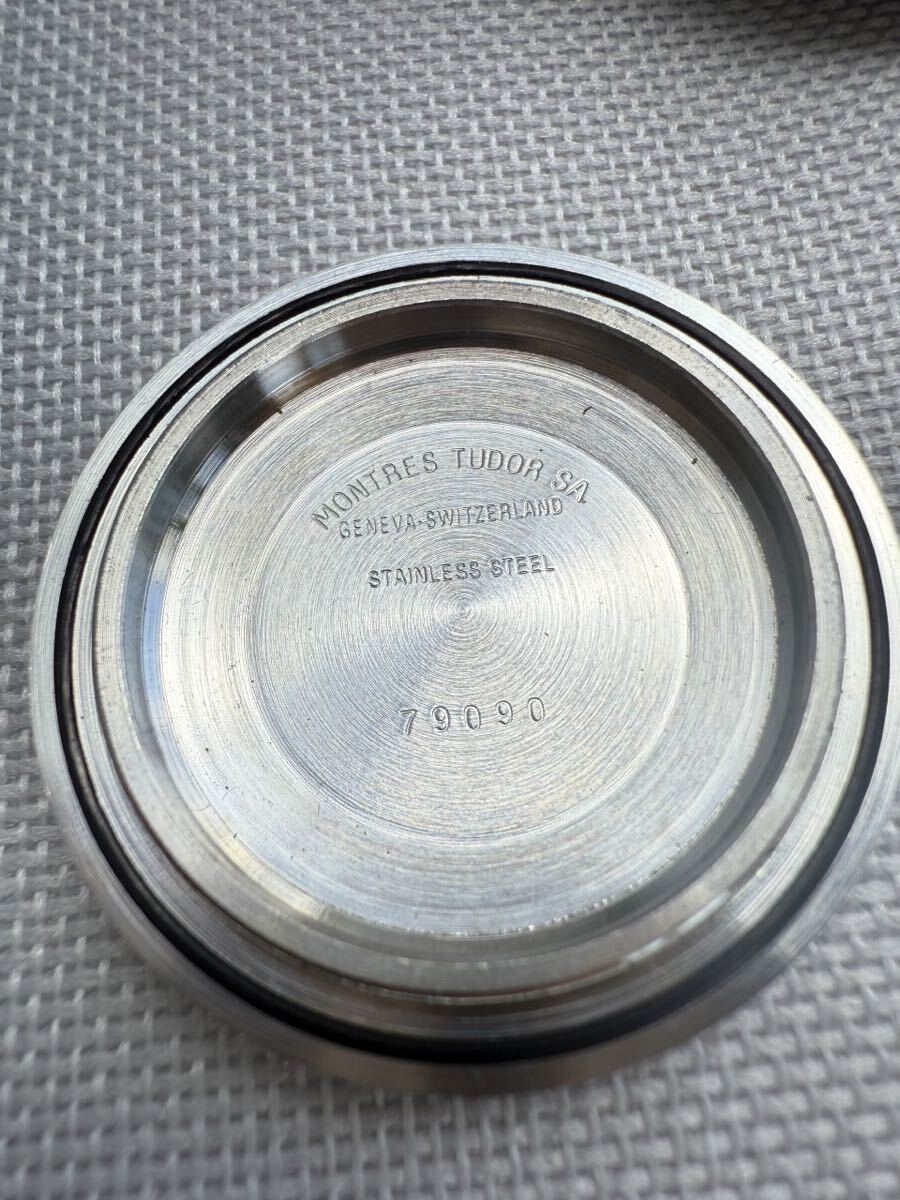 MONTRES TUDOR SA
GENEVA-SWITZERLAND
STAINLESS STEEL
79090